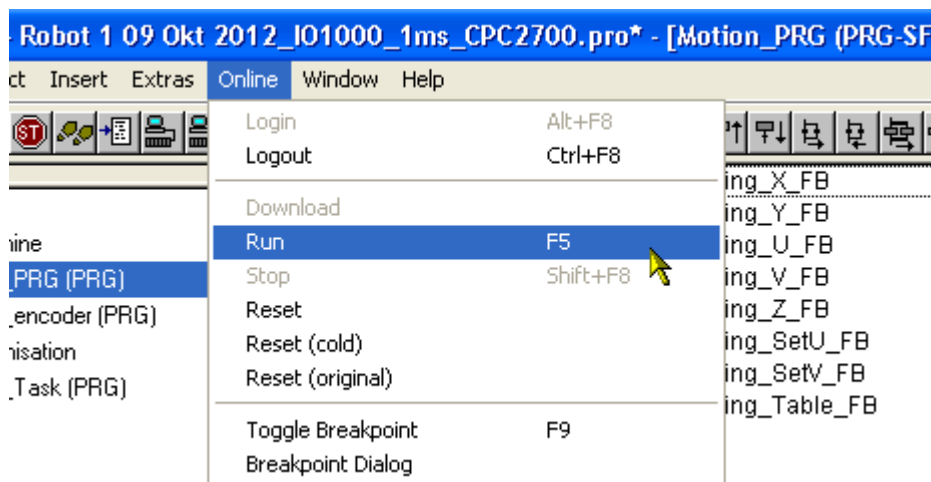 - Robot 1 09 Okt 2012_IO1000_1ms_CPC2700.pro* - [Motion_PRG (PRG-SF
ct Insert Extras Online Window Help
ST
Login Alt+F8
Logout Ctrl+F8
Download
Run F5
Stop Shift+F8
Reset
Reset (cold)
Reset (original)
Toggle Breakpoint F9
Breakpoint Dialog
nine
_PRG (PRG)
_encoder (PRG)
nisation
_Task (PRG)
ing_X_FB
ing_Y_FB
ing_U_FB
ing_V_FB
ing_Z_FB
ing_SetU_FB
ing_SetV_FB
ing_Table_FB